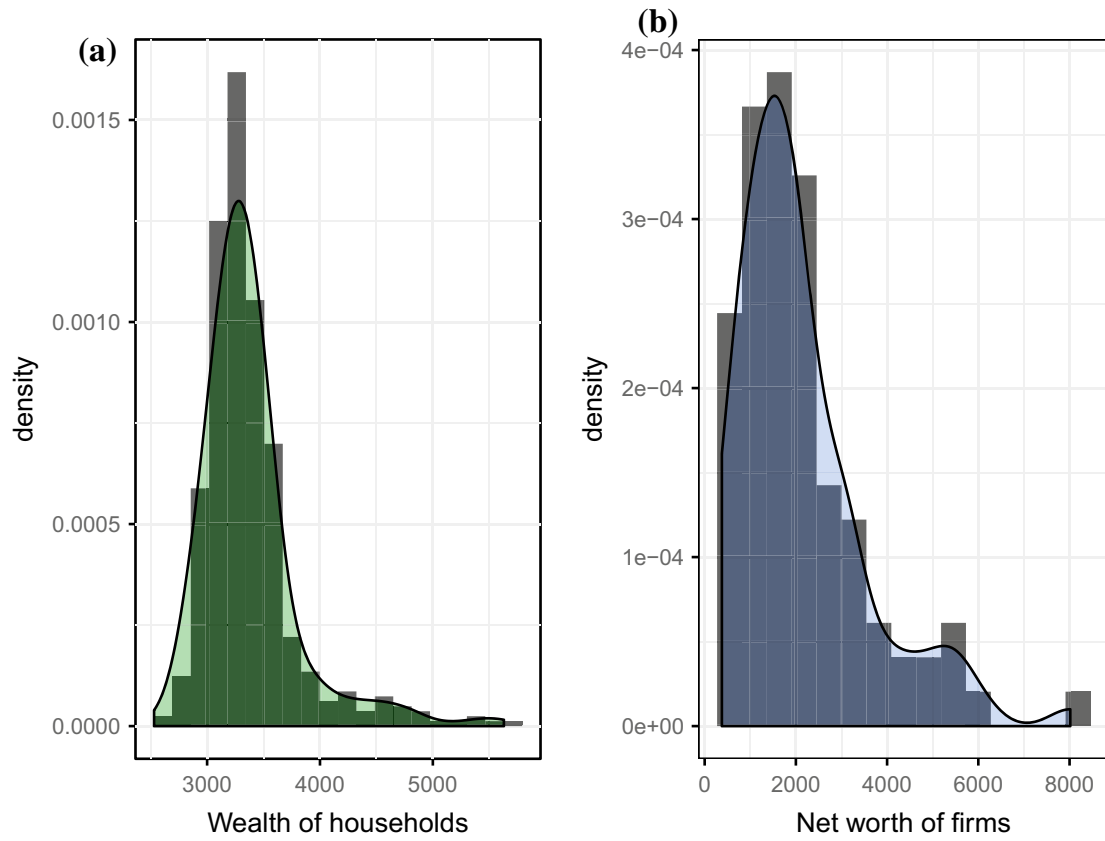 (a)
0.0015
0.0010
0.0005
0.0000
density
3000 4000 5000
Wealth of households
(b)
4e−04
3e−04
2e−04
1e−04
0e+00
density
0 2000 4000 6000 8000
Net worth of firms